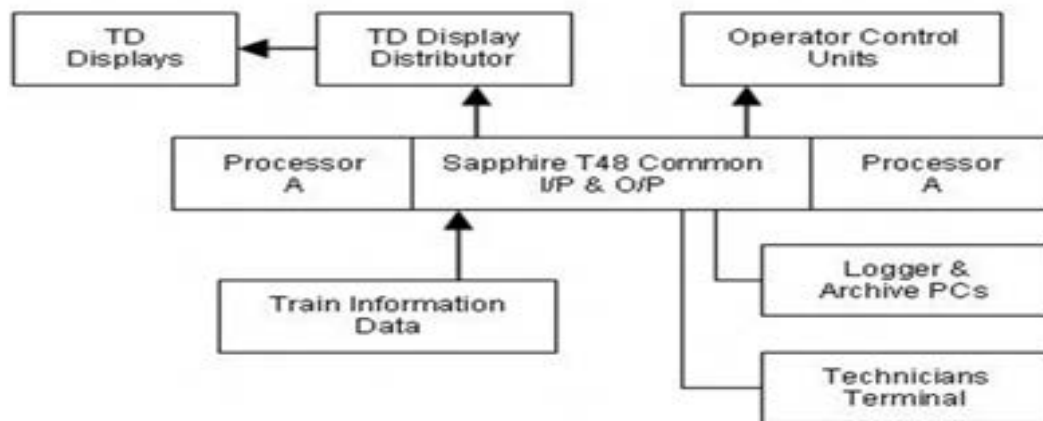 TD
Displays
TD Display
Distributor
Operator Control
Units
Processor
A
Sapphire T48 Common
I/P & O/P
Processor
A
Logger &
Archive PCs
Train Information
Data
Technicians
Terminal